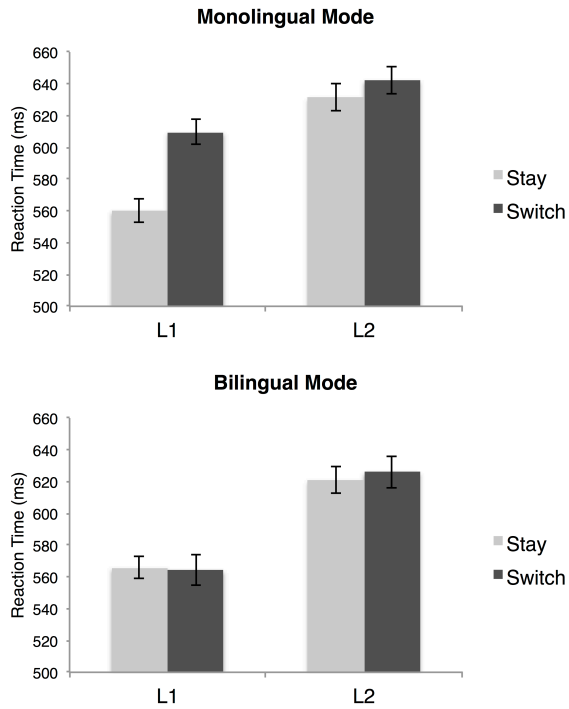 Monolingual Mode
Reaction Time (ms)
660
640
620
600
580
560
540
520
500
L1 L2
Stay
Switch
Bilingual Mode
Reaction Time (ms)
660
640
620
600
580
560
540
520
500
L1 L2
Stay
Switch